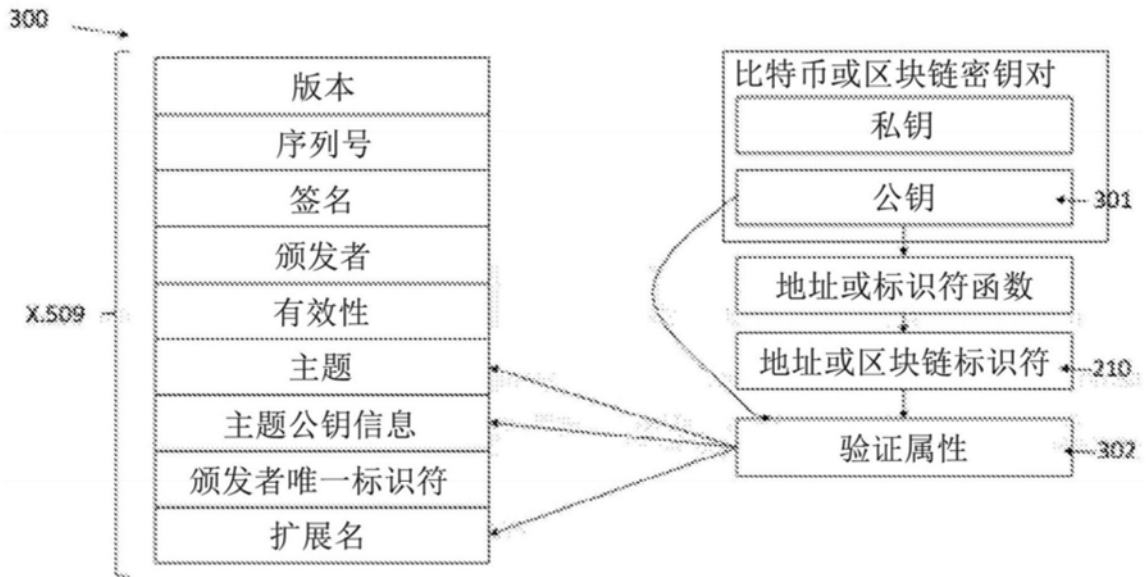 300
版本
序列号
签名
颁发者
有效性
主题
主题公钥信息
颁发者唯一标识符
扩展名
X.509
比特币或区块链密钥对
私钥
公钥
301
地址或标识符函数
地址或区块链标识符
210
验证属性
302